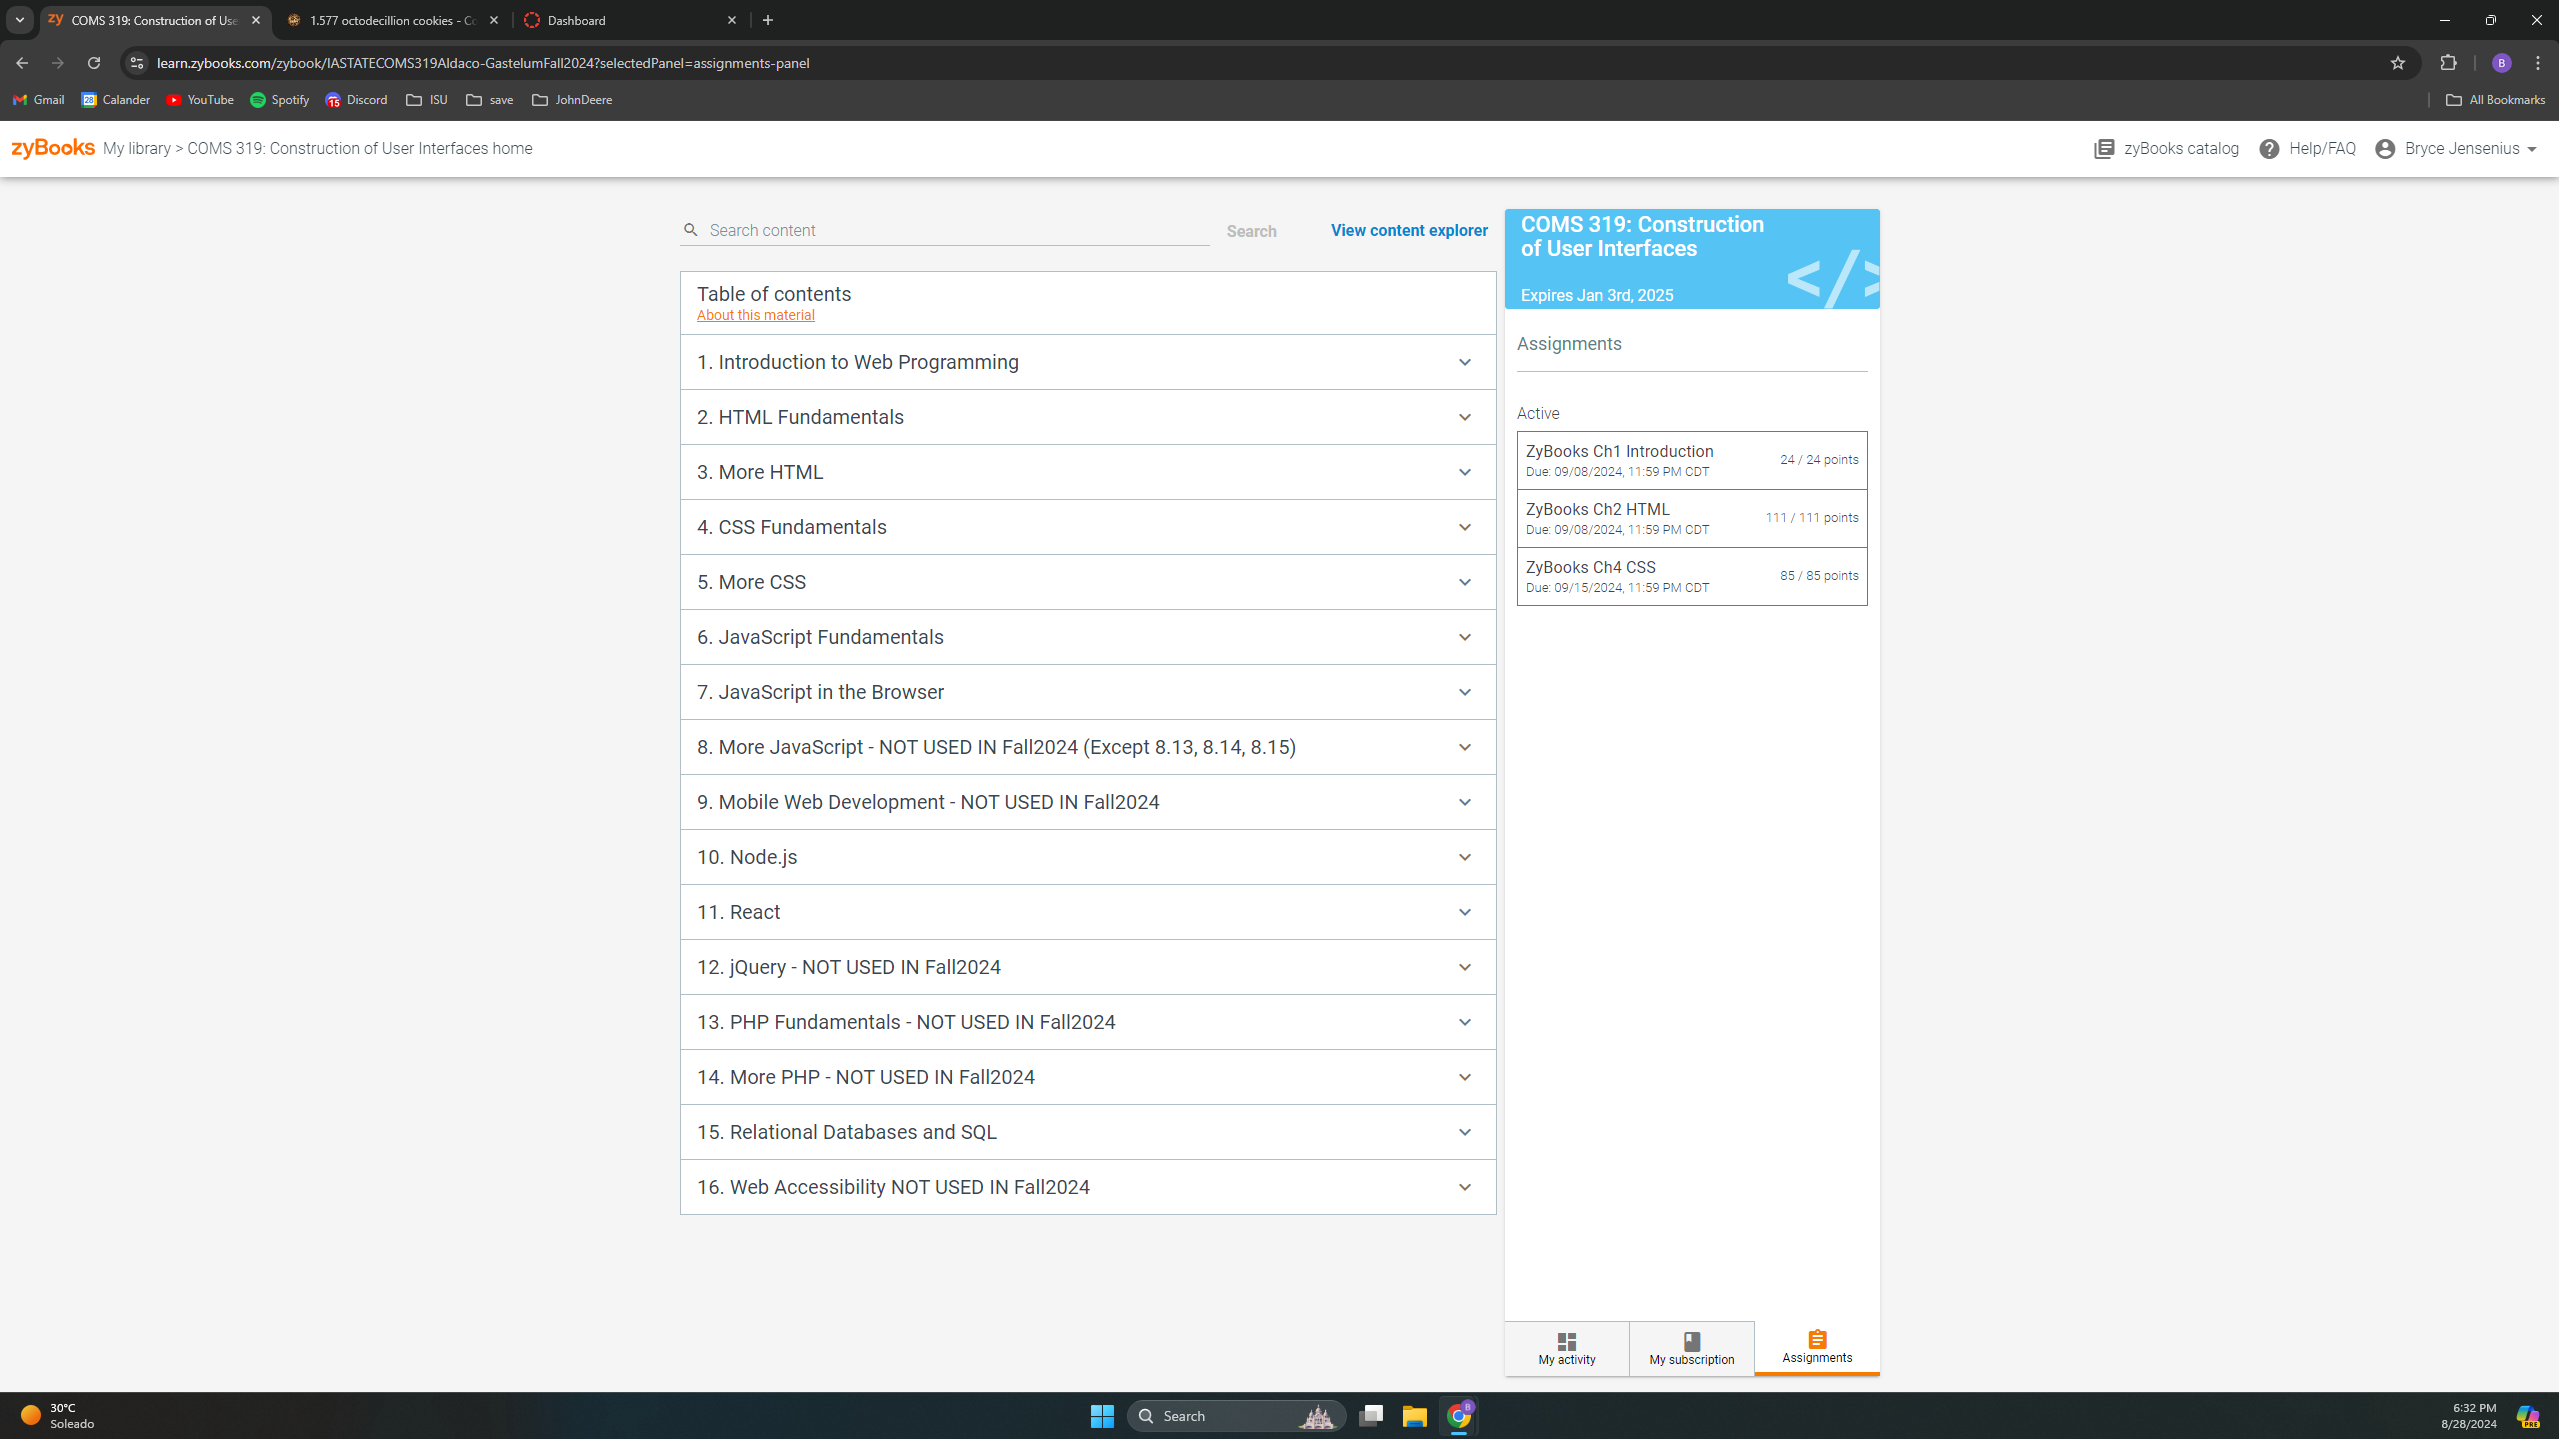 COMS 319: Construction of Use
1.577 octodecillion cookies - Co
Dashboard
learn.zybooks.com/zybook/IASTATECOMS319Aldaco-GastelumFall2024?selectedPanel=assignments-panel
B
Gmail
28 Calander
YouTube
Spotify
15 Discord
ISU
save
JohnDeere
All Bookmarks
zyBooks My library > COMS 319: Construction of User Interfaces home
zyBooks catalog
Help/FAQ
Bryce Jensenius
Search content
Search
View content explorer
Table of contents
About this material
1. Introduction to Web Programming
2. HTML Fundamentals
3. More HTML
4. CSS Fundamentals
5. More CSS
6. JavaScript Fundamentals
7. JavaScript in the Browser
8. More JavaScript - NOT USED IN Fall2024 (Except 8.13, 8.14, 8.15)
9. Mobile Web Development - NOT USED IN Fall2024
10. Node.js
11. React
12. jQuery - NOT USED IN Fall2024
13. PHP Fundamentals - NOT USED IN Fall2024
14. More PHP - NOT USED IN Fall2024
15. Relational Databases and SQL
16. Web Accessibility NOT USED IN Fall2024
COMS 319: Construction
of User Interfaces
Expires Jan 3rd, 2025
Assignments
Active
ZyBooks Ch1 Introduction
Due: 09/08/2024, 11:59 PM CDT
24 / 24 points
ZyBooks Ch2 HTML
Due: 09/08/2024, 11:59 PM CDT
111 / 111 points
ZyBooks Ch4 CSS
Due: 09/15/2024, 11:59 PM CDT
85 / 85 points
My activity
My subscription
Assignments
30°C
Soleado
Search
B
6:32 PM
8/28/2024
PRE